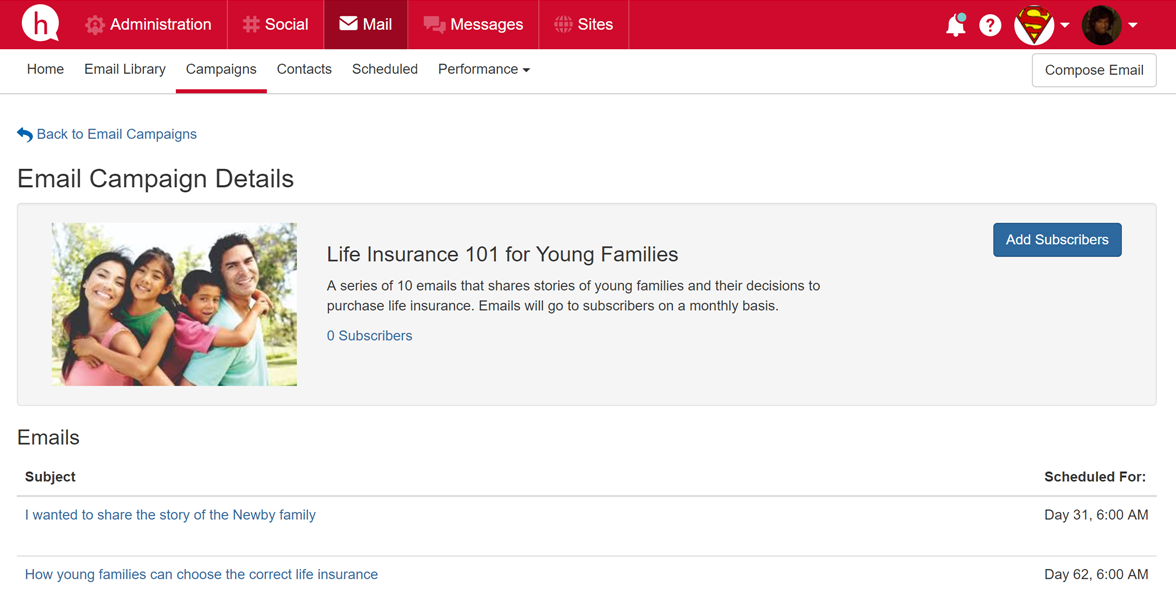 h Administration Social Mail Messages Sites ?
Home Email Library Campaigns Contacts Scheduled Performance Compose Email
Back to Email Campaigns
Email Campaign Details
Life Insurance 101 for Young Families
Add Subscribers
A series of 10 emails that shares stories of young families and their decisions to
purchase life insurance. Emails will go to subscribers on a monthly basis.
0 Subscribers
Emails
Subject Scheduled For:
I wanted to share the story of the Newby family Day 31, 6:00 AM
How young families can choose the correct life insurance Day 62, 6:00 AM